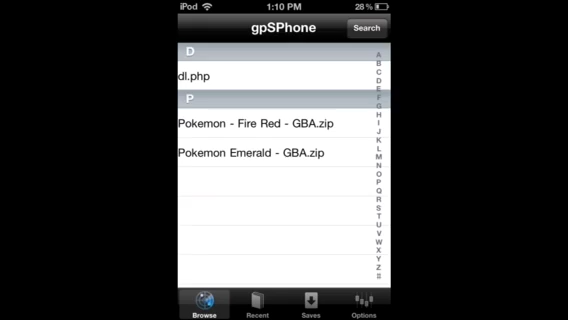 iPod 1:10 PM 28%
gpSPhone Search
D
dl.php
P
Pokemon - Fire Red - GBA.zip
Pokemon Emerald - GBA.zip
A
B
C
D
E
F
G
H
I
J
K
L
M
N
O
P
Q
R
S
T
U
V
W
X
Y
Z
Browse Recent Saves Options